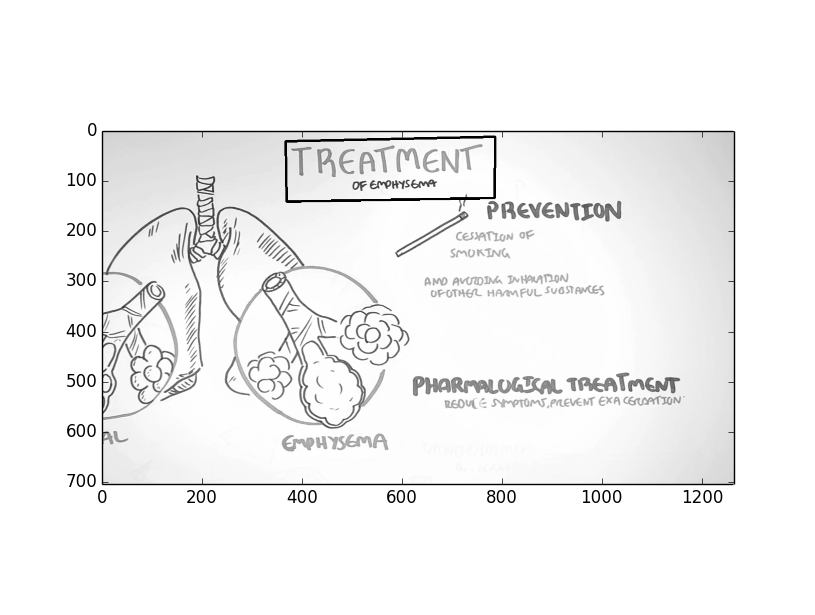 TREATMENT
OF EMPHYSEMA
PREVENTION
CESSATION OF
SMOKING
AND AVOIDING INHALATION
OF OTHER HARMFUL SUBSTANCES
PHARMALOGICAL TREATMENT
REDUCE SYMPTOMS, PREVENT EXACERBATION
EMPHYSEMA
AL
0
100
200
300
400
500
600
700
0 200 400 600 800 1000 1200